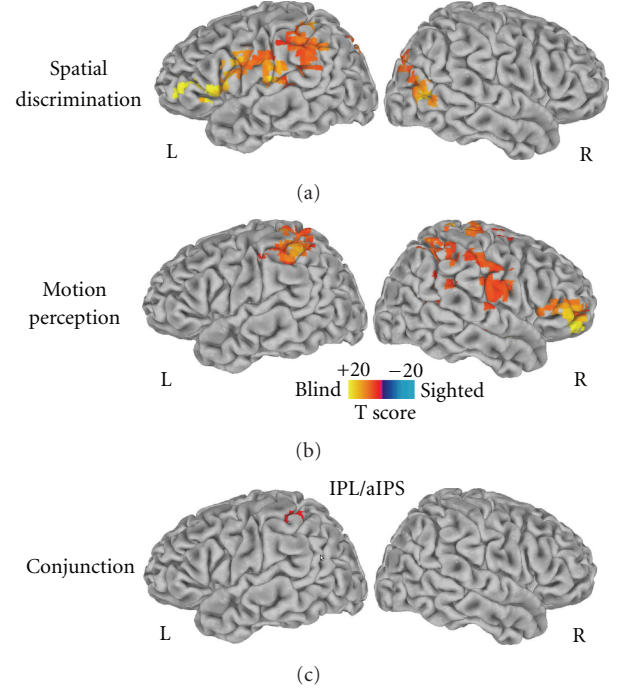 Spatial
discrimination
L
R
(a)
Motion
perception
L
R
+20 −20
Blind Sighted
T score
(b)
IPL/aIPS
Conjunction
L
R
(c)